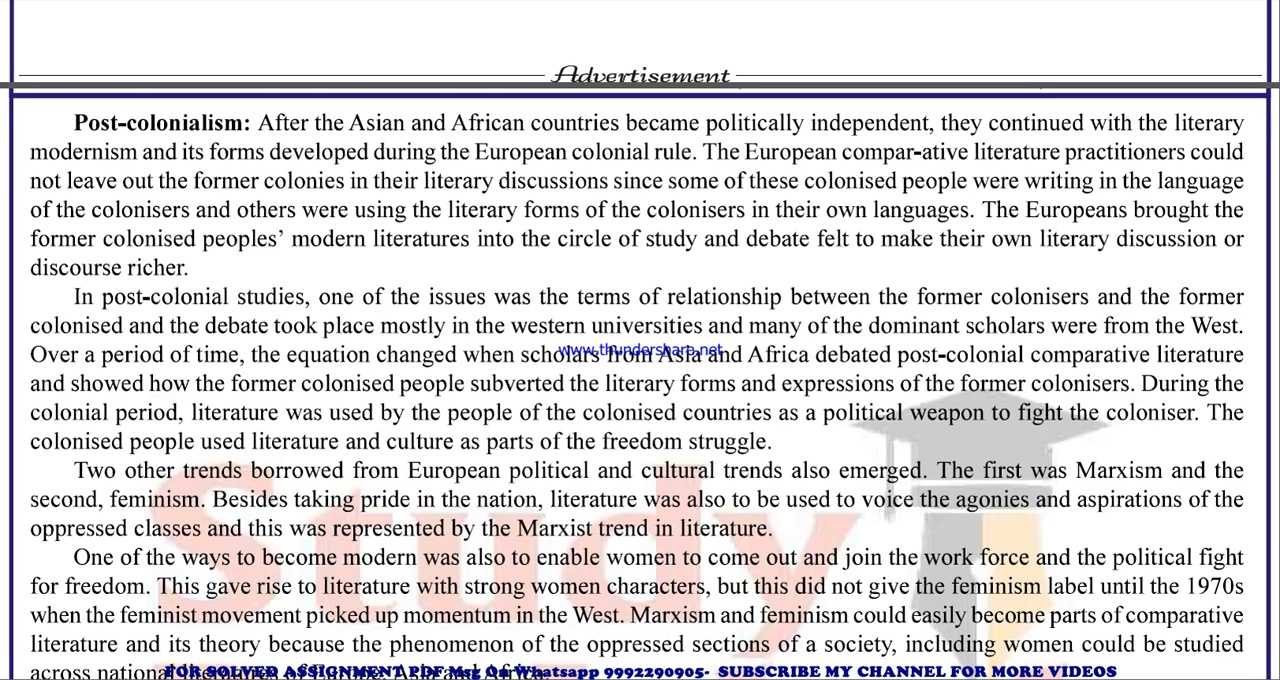 Advertisement
Post-colonialism: After the Asian and African countries became politically independent, they continued with the literary
modernism and its forms developed during the European colonial rule. The European compar-ative literature practitioners could
not leave out the former colonies in their literary discussions since some of these colonised people were writing in the language
of the colonisers and others were using the literary forms of the colonisers in their own languages. The Europeans brought the
former colonised peoples' modern literatures into the circle of study and debate felt to make their own literary discussion or
discourse richer.
In post-colonial studies, one of the issues was the terms of relationship between the former colonisers and the former
colonised and the debate took place mostly in the western universities and many of the dominant scholars were from the West.
Over a period of time, the equation changed when scholars from Asia and Africa debated post-colonial comparative literature
www.thundershare.net
and showed how the former colonised people subverted the literary forms and expressions of the former colonisers. During the
colonial period, literature was used by the people of the colonised countries as a political weapon to fight the coloniser. The
colonised people used literature and culture as parts of the freedom struggle.
Two other trends borrowed from European political and cultural trends also emerged. The first was Marxism and the
second, feminism. Besides taking pride in the nation, literature was also to be used to voice the agonies and aspirations of the
oppressed classes and this was represented by the Marxist trend in literature.
One of the ways to become modern was also to enable women to come out and join the work force and the political fight
for freedom. This gave rise to literature with strong women characters, but this did not give the feminism label until the 1970s
when the feminist movement picked up momentum in the West. Marxism and feminism could easily become parts of comparative
literature and its theory because the phenomenon of the oppressed sections of a society, including women could be studied
across national literatures of Europe, Asia and Africa.
FOR SOLVED ASSIGNMENT PDF Msg On Whatsapp 9992290905- SUBSCRIBE MY CHANNEL FOR MORE VIDEOS
Study